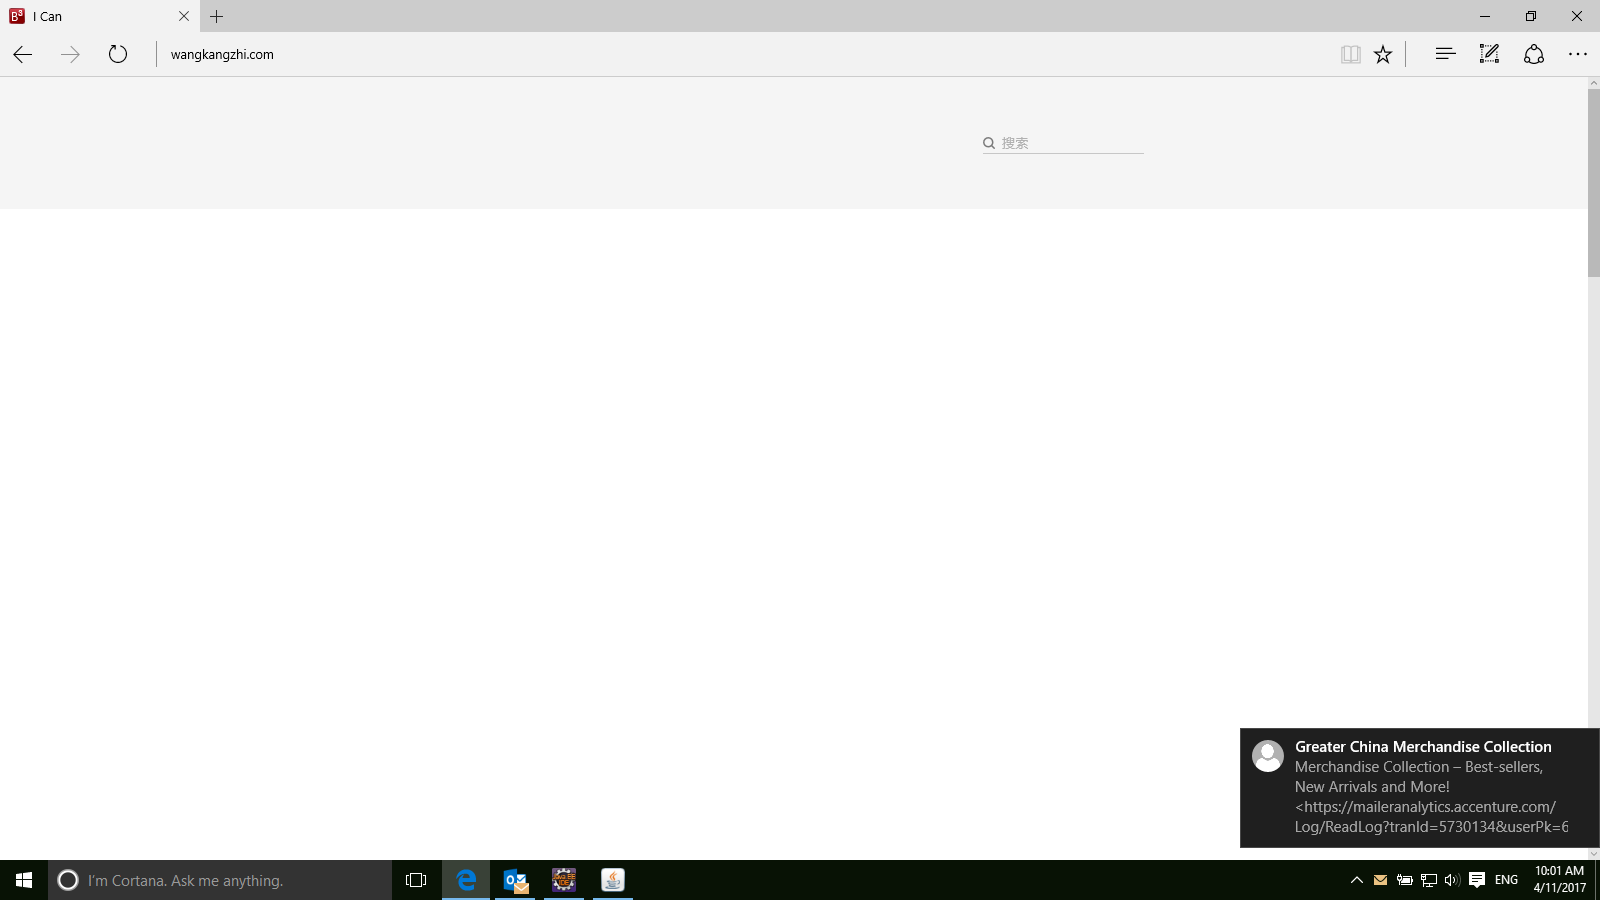 I Can
wangkangzhi.com
搜索
Greater China Merchandise Collection
Merchandise Collection – Best-sellers,
New Arrivals and More!
<https://maileranalytics.accenture.com/
Log/ReadLog?tranId=5730134&userPk=6
I'm Cortana. Ask me anything.
ENG
10:01 AM
4/11/2017